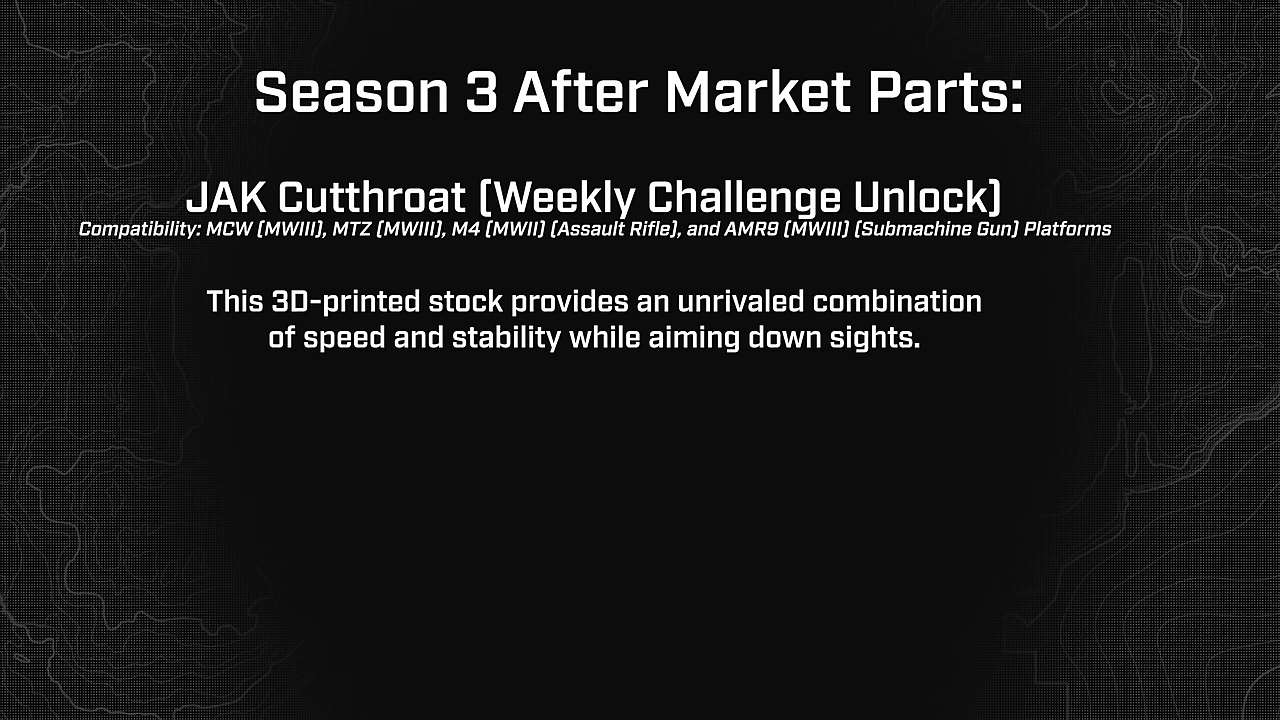 Season 3 After Market Parts:
JAK Cutthroat (Weekly Challenge Unlock)
Compatibility: MCW (MWIII), MTZ (MWIII), M4 (MWII) (Assault Rifle), and AMR9 (MWIII) (Submachine Gun) Platforms
This 3D-printed stock provides an unrivaled combination
of speed and stability while aiming down sights.